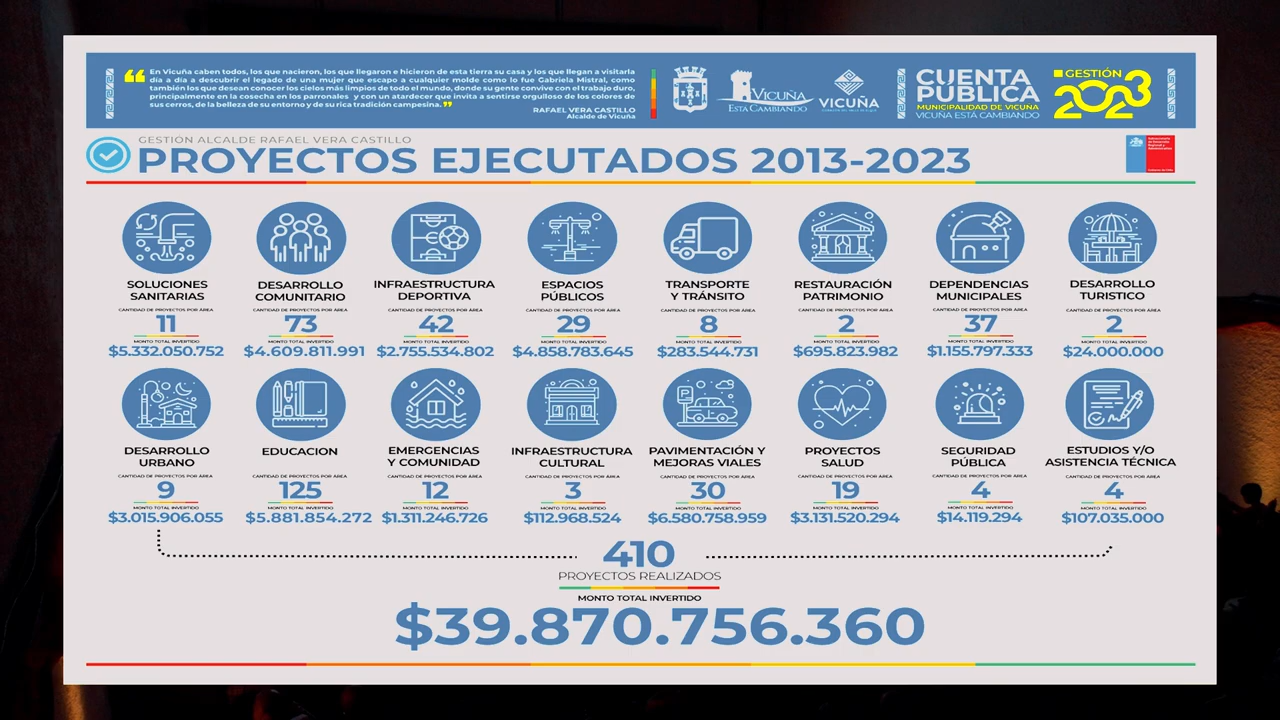 “ En Vicuña caben todos, los que nacieron, los que llegaron e hicieron de esta tierra su casa y los que llegan a visitarla
día a día a descubrir el legado de una mujer que escapo a cualquier molde como lo fue Gabriela Mistral, como
también los que desean conocer los cielos más limpios de todo el mundo, donde su gente convive con el trabajo duro,
principalmente en la cosecha en los parronales y con un atardecer que invita a sentirse orgulloso de los colores de
sus cerros, de la belleza de su entorno y de su rica tradición campesina. ”
RAFAEL VERA CASTILLO
Alcalde de Vicuña
VICUÑA
ESTÁ CAMBIANDO
VICUÑA
CUENTA
PÚBLICA
MUNICIPALIDAD DE VICUÑA
VICUÑA ESTÁ CAMBIANDO
GESTIÓN
2023
GESTIÓN ALCALDE RAFAEL VERA CASTILLO
PROYECTOS EJECUTADOS 2013-2023
SOLUCIONES
SANITARIAS
CANTIDAD DE PROYECTOS POR ÁREA
11
MONTO TOTAL INVERTIDO
$5.332.050.752
DESARROLLO
COMUNITARIO
CANTIDAD DE PROYECTOS POR ÁREA
73
MONTO TOTAL INVERTIDO
$4.609.811.991
INFRAESTRUCTURA
DEPORTIVA
CANTIDAD DE PROYECTOS POR ÁREA
42
MONTO TOTAL INVERTIDO
$2.755.534.802
ESPACIOS
PÚBLICOS
CANTIDAD DE PROYECTOS POR ÁREA
29
MONTO TOTAL INVERTIDO
$4.858.783.645
TRANSPORTE
Y TRÁNSITO
CANTIDAD DE PROYECTOS POR ÁREA
8
MONTO TOTAL INVERTIDO
$283.544.731
RESTAURACIÓN
PATRIMONIO
CANTIDAD DE PROYECTOS POR ÁREA
2
MONTO TOTAL INVERTIDO
$695.823.982
DEPENDENCIAS
MUNICIPALES
CANTIDAD DE PROYECTOS POR ÁREA
37
MONTO TOTAL INVERTIDO
$1.155.797.333
DESARROLLO
TURISTICO
CANTIDAD DE PROYECTOS POR ÁREA
2
MONTO TOTAL INVERTIDO
$24.000.000
DESARROLLO
URBANO
CANTIDAD DE PROYECTOS POR ÁREA
9
MONTO TOTAL INVERTIDO
$3.015.906.055
EDUCACION
CANTIDAD DE PROYECTOS POR ÁREA
125
MONTO TOTAL INVERTIDO
$5.881.854.272
EMERGENCIAS
Y COMUNIDAD
CANTIDAD DE PROYECTOS POR ÁREA
12
MONTO TOTAL INVERTIDO
$1.311.246.726
INFRAESTRUCTURA
CULTURAL
CANTIDAD DE PROYECTOS POR ÁREA
3
MONTO TOTAL INVERTIDO
$112.968.524
P
PAVIMENTACIÓN Y
MEJORAS VIALES
CANTIDAD DE PROYECTOS POR ÁREA
30
MONTO TOTAL INVERTIDO
$6.580.758.959
PROYECTOS
SALUD
CANTIDAD DE PROYECTOS POR ÁREA
19
MONTO TOTAL INVERTIDO
$3.131.520.294
SEGURIDAD
PÚBLICA
CANTIDAD DE PROYECTOS POR ÁREA
4
MONTO TOTAL INVERTIDO
$14.119.294
ESTUDIOS Y/O
ASISTENCIA TÉCNICA
CANTIDAD DE PROYECTOS POR ÁREA
4
MONTO TOTAL INVERTIDO
$107.035.000
410
PROYECTOS REALIZADOS
MONTO TOTAL INVERTIDO
$39.870.756.360